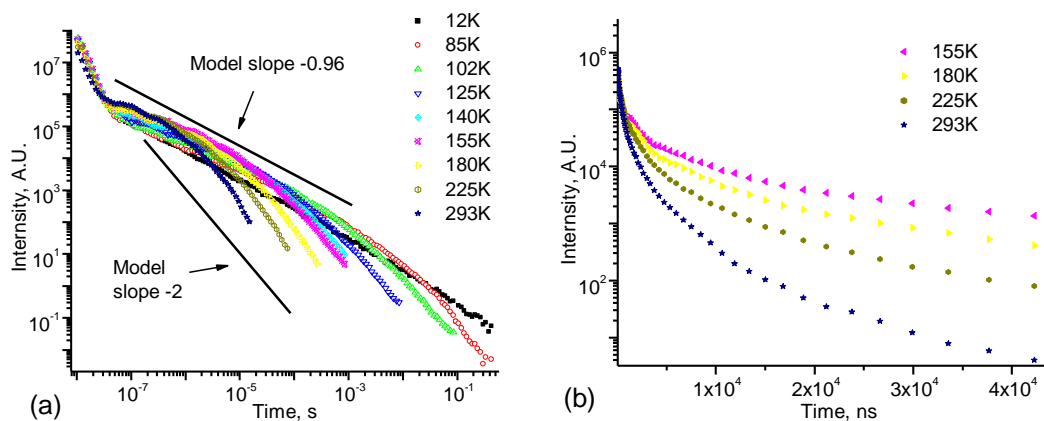 12K
85K
102K
125K
140K
155K
180K
225K
293K
Model slope -0.96
Model
slope -2
Intensity, A.U.
10^7
10^5
10^3
10^1
10^-1
10^-7
10^-5
10^-3
10^-1
Time, s
(a)
155K
180K
225K
293K
Intensity, A.U.
10^6
10^4
10^2
1x10^4
2x10^4
3x10^4
4x10^4
Time, ns
(b)